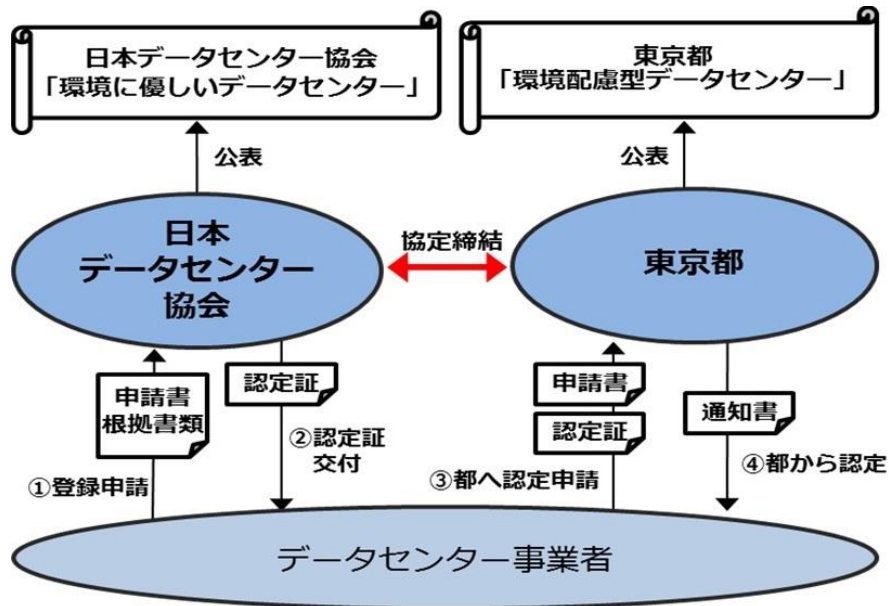 日本データセンター協会
「環境に優しいデータセンター」
東京都
「環境配慮型データセンター」
公表
公表
日本
データセンター
協会
協定締結
東京都
申請書
根拠書類
認定証
申請書
認定証
通知書
①登録申請
②認定証
交付
③都へ認定申請
④都から認定
データセンター事業者